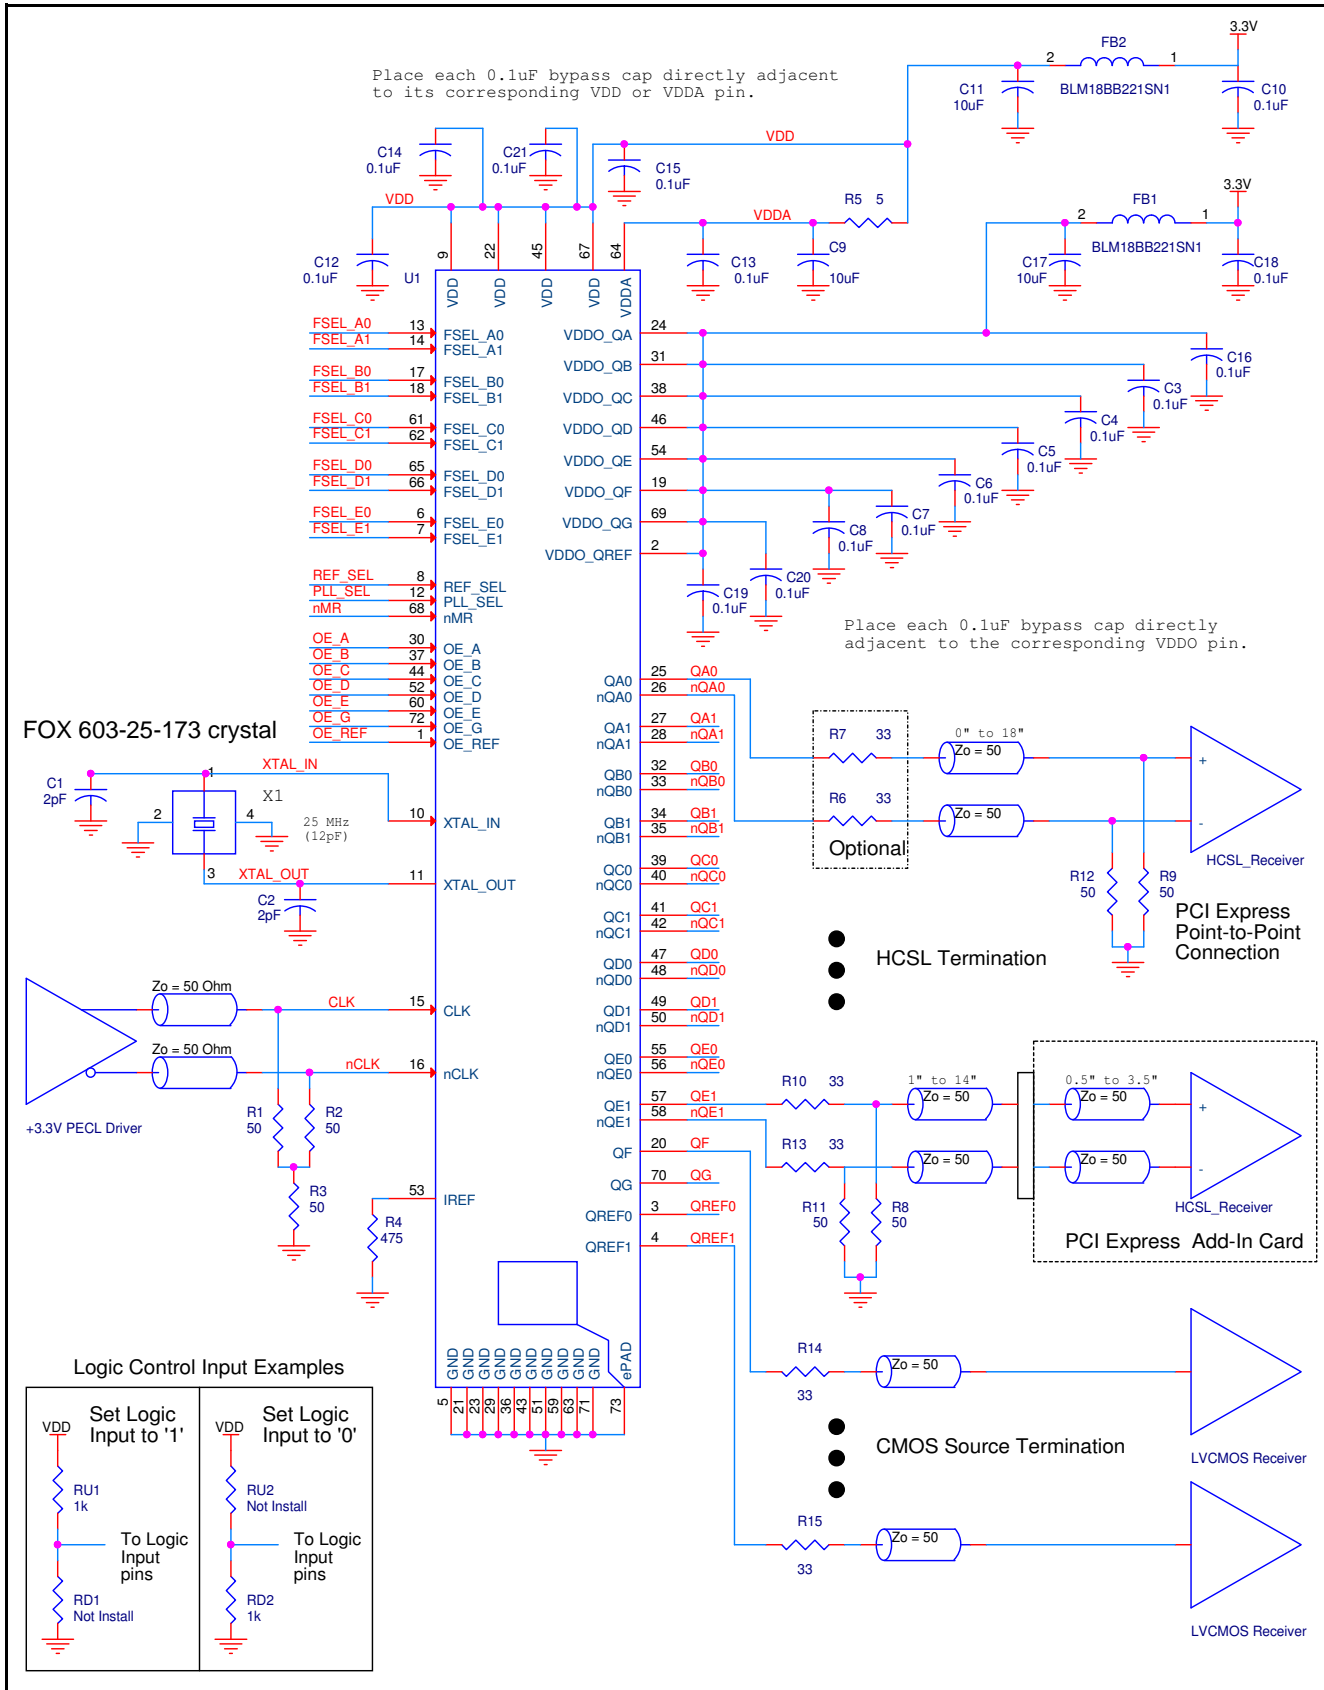 3.3V
FB2
2 1
BLM18BB221SN1
C11
10uF
C10
0.1uF
Place each 0.1uF bypass cap directly adjacent
to its corresponding VDD or VDDA pin.
C14
0.1uF
C21
0.1uF
VDD
C15
0.1uF
3.3V
FB1
2 1
BLM18BB221SN1
C17
10uF
C18
0.1uF
VDD
VDDA
R5 5
C12
0.1uF
C13
0.1uF
C9
10uF
U1
9 22 45 67 64
VDD VDD VDD VDD VDDA
FSEL_A0 13 FSEL_A0
FSEL_A1 14 FSEL_A1
FSEL_B0 17 FSEL_B0
FSEL_B1 18 FSEL_B1
FSEL_C0 61 FSEL_C0
FSEL_C1 62 FSEL_C1
FSEL_D0 65 FSEL_D0
FSEL_D1 66 FSEL_D1
FSEL_E0 6 FSEL_E0
FSEL_E1 7 FSEL_E1
REF_SEL 8 REF_SEL
PLL_SEL 12 PLL_SEL
nMR 68 nMR
OE_A 30 OE_A
OE_B 37 OE_B
OE_C 44 OE_C
OE_D 52 OE_D
OE_E 60 OE_E
OE_G 72 OE_G
OE_REF 1 OE_REF
VDDO_QA 24
VDDO_QB 31
VDDO_QC 38
VDDO_QD 46
VDDO_QE 54
VDDO_QF 19
VDDO_QG 69
VDDO_QREF 2
C16
0.1uF
C3
0.1uF
C4
0.1uF
C5
0.1uF
C6
0.1uF
C7
0.1uF
C8
0.1uF
C20
0.1uF
C19
0.1uF
Place each 0.1uF bypass cap directly
adjacent to the corresponding VDDO pin.
FOX 603-25-173 crystal
XTAL_IN
C1
2pF
1
X1
2 4
25 MHz
(12pF)
3
XTAL_OUT
C2
2pF
10 XTAL_IN
11 XTAL_OUT
QA0 25 QA0
nQA0 26 nQA0
QA1 27 QA1
nQA1 28 nQA1
QB0 32 QB0
nQB0 33 nQB0
QB1 34 QB1
nQB1 35 nQB1
QC0 39 QC0
nQC0 40 nQC0
QC1 41 QC1
nQC1 42 nQC1
QD0 47 QD0
nQD0 48 nQD0
QD1 49 QD1
nQD1 50 nQD1
QE0 55 QE0
nQE0 56 nQE0
QE1 57 QE1
nQE1 58 nQE1
QF 20 QF
QG 70 QG
QREF0 3 QREF0
QREF1 4 QREF1
R7 33
R6 33
Optional
0" to 18"
Zo = 50
Zo = 50
+
-
HCSL_Receiver
R12
50
R9
50
PCI Express
Point-to-Point
Connection
HCSL Termination
Zo = 50 Ohm
CLK 15 CLK
Zo = 50 Ohm
nCLK 16 nCLK
+3.3V PECL Driver
R1
50
R2
50
R3
50
53 IREF
R4
475
R10 33
R13 33
R11
50
R8
50
1" to 14"
Zo = 50
Zo = 50
0.5" to 3.5"
Zo = 50
Zo = 50
+
-
HCSL_Receiver
PCI Express Add-In Card
GND GND GND GND GND GND GND GND GND GND ePAD
5 21 23 29 36 43 51 59 63 71 73
R14
33
Zo = 50
LVCMOS Receiver
CMOS Source Termination
R15
33
Zo = 50
LVCMOS Receiver
Logic Control Input Examples
Set Logic
Input to '1'
VDD
RU1
1k
To Logic
Input
pins
RD1
Not Install
Set Logic
Input to '0'
VDD
RU2
Not Install
To Logic
Input
pins
RD2
1k